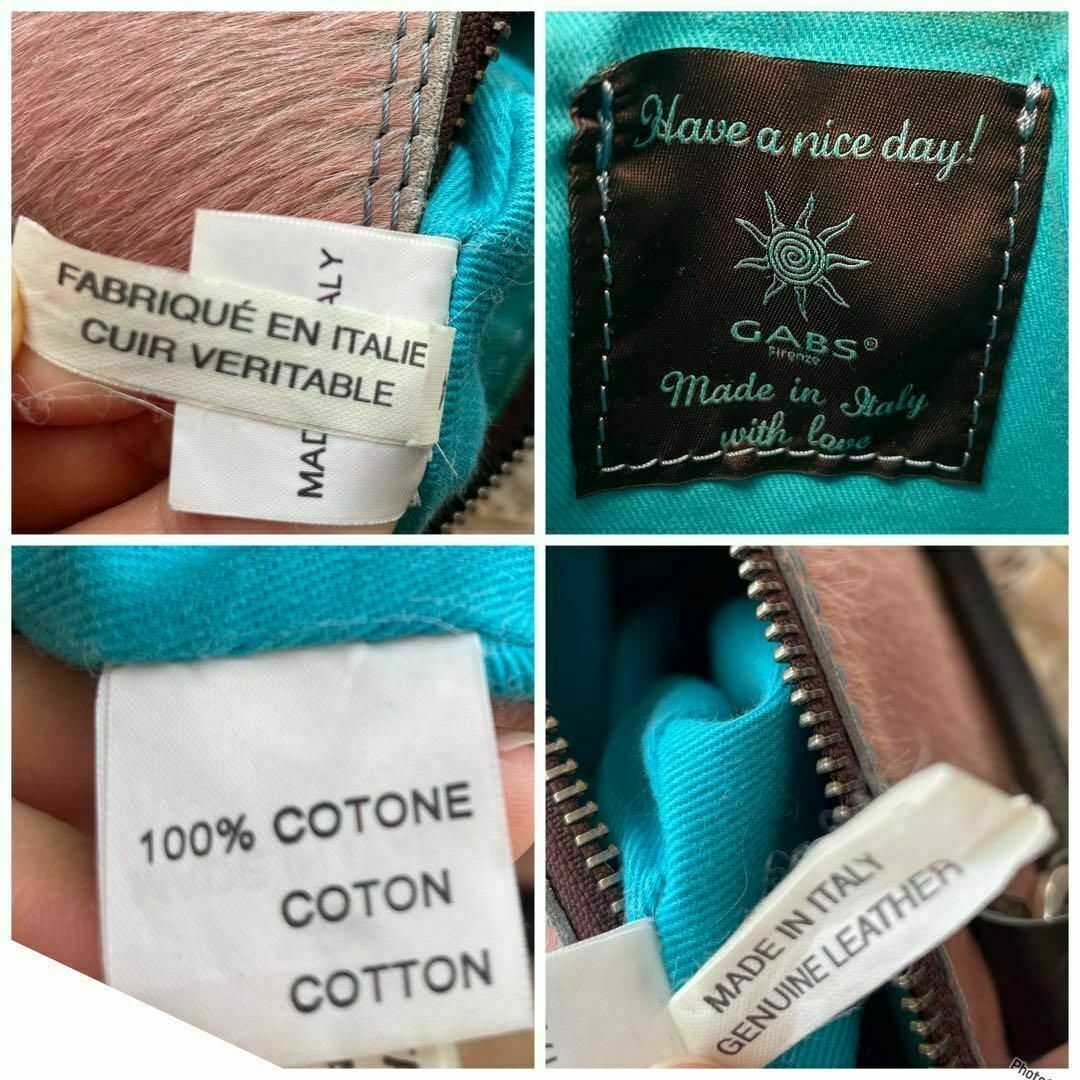 FABRIQUÉ EN ITALIE
CUIR VERITABLE
Have a nice day!
GABS®
Firenze
Made in Italy
with love
100% COTONE
COTON
COTTON
MADE IN ITALY
GENUINE LEATHER